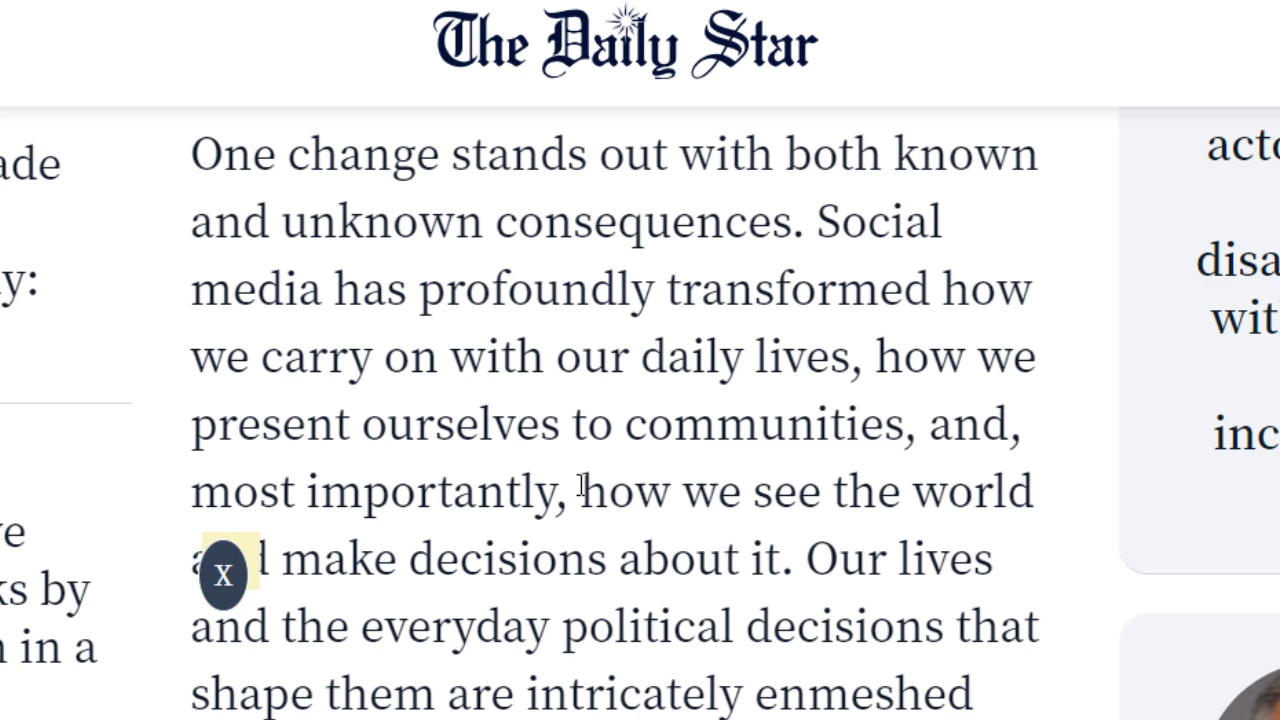 The Daily Star
One change stands out with both known
and unknown consequences. Social
media has profoundly transformed how
we carry on with our daily lives, how we
present ourselves to communities, and,
most importantly, how we see the world
and make decisions about it. Our lives
x
and the everyday political decisions that
shape them are intricately enmeshed
ade
y:
ve
ks by
n in a
acto
disa
wit
inc